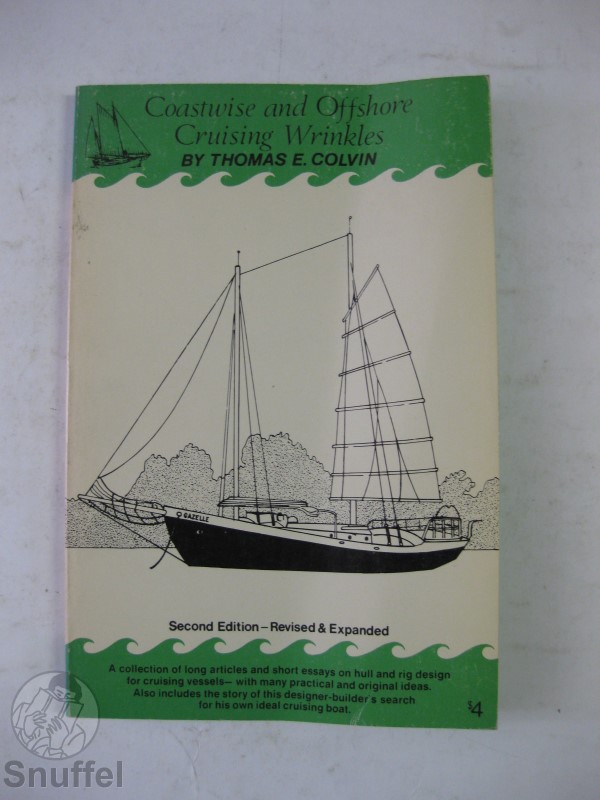 Coastwise and Offshore
Cruising Wrinkles
BY THOMAS E. COLVIN
GAZELLE
Second Edition – Revised & Expanded
A collection of long articles and short essays on hull and rig design
for cruising vessels— with many practical and original ideas.
Also includes the story of this designer-builder's search
for his own ideal cruising boat.
$4
Snuffel